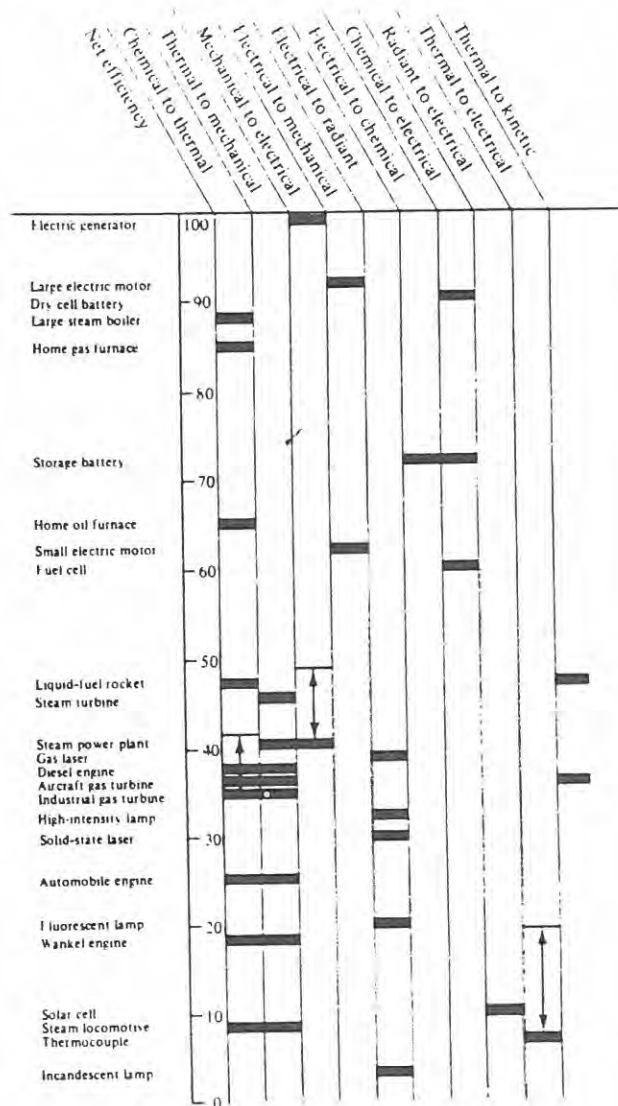 Net efficiency
Chemical to thermal
Thermal to mechanical
Mechanical to electrical
Electrical to mechanical
Electrical to radiant
Electrical to chemical
Chemical to electrical
Radiant to electrical
Thermal to electrical
Thermal to kinetic
Electric generator
100
Large electric motor
90
Dry cell battery
Large steam boiler
Home gas furnace
80
Storage battery
70
Home oil furnace
Small electric motor
Fuel cell
60
50
Liquid-fuel rocket
Steam turbine
Steam power plant
40
Gas laser
Diesel engine
Aircraft gas turbine
Industrial gas turbine
High-intensity lamp
30
Solid-state laser
Automobile engine
Fluorescent lamp
20
Wankel engine
Solar cell
10
Steam locomotive
Thermocouple
Incandescent lamp
0